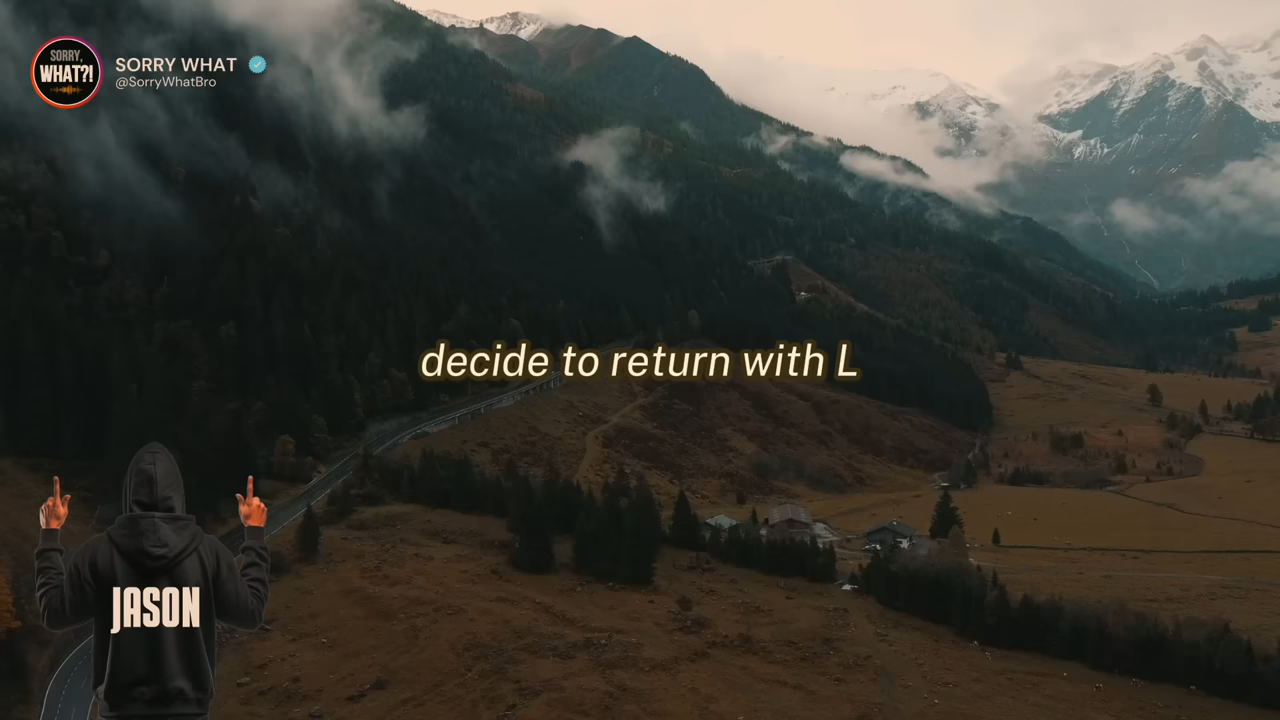 SORRY,
WHAT?!
SORRY WHAT
@SorryWhatBro
decide to return with L
JASON